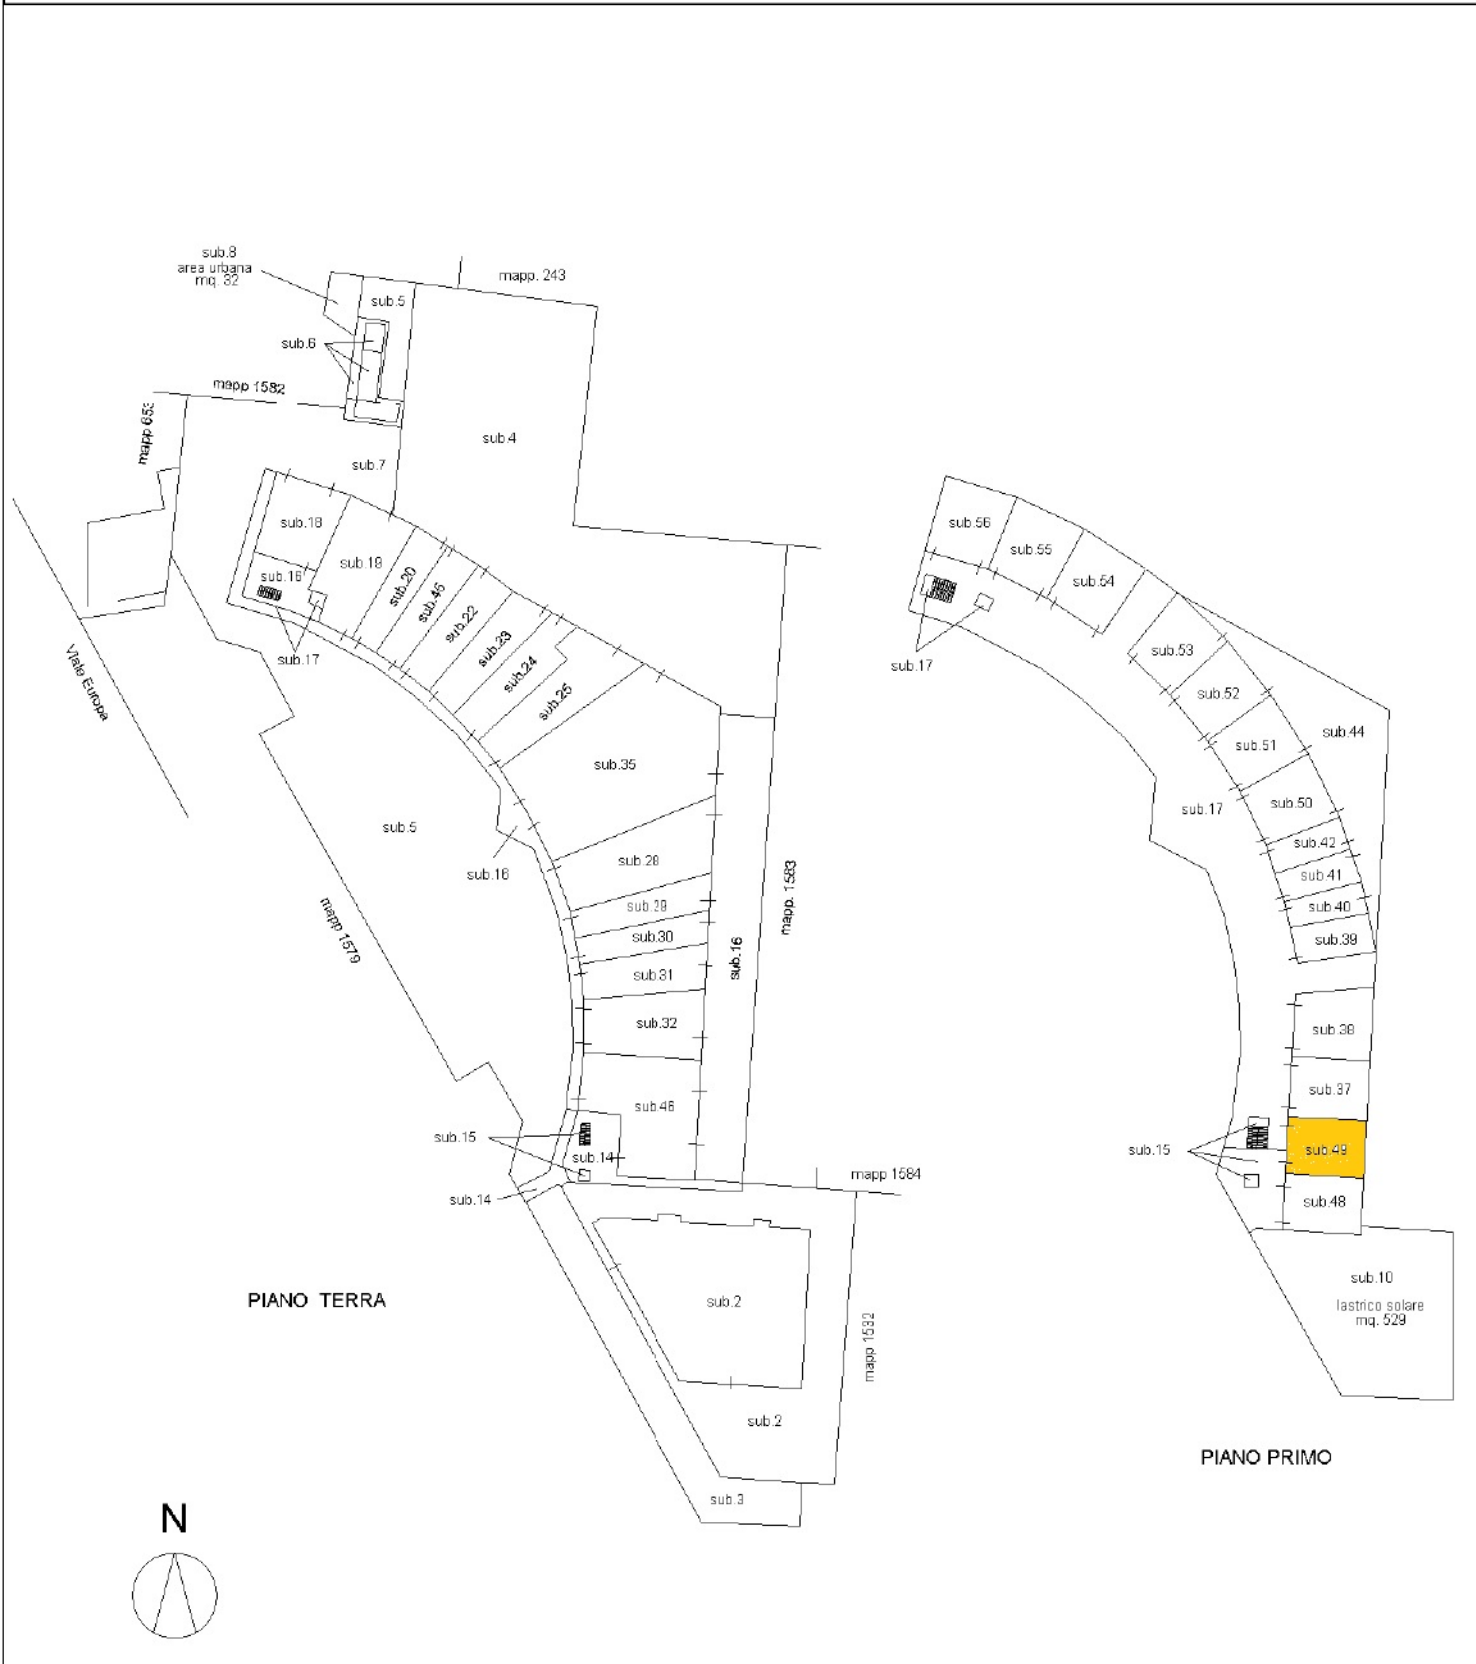 sub.8
area urbana
mq. 32
mapp. 243
sub.5
sub.6
mapp 1582
mapp 653
sub.4
sub.7
sub.18
sub.19
sub.16
sub.20
sub.45
sub.22
sub.23
sub.24
sub.25
sub.17
Viale Europa
sub.35
sub.5
sub.16
sub.28
sub.29
sub.30
sub.31
sub.32
sub.16
mapp. 1583
mapp 1579
sub.46
sub.15
sub.14
sub.14
mapp 1584
sub.2
mapp 1532
sub.2
sub.3
PIANO TERRA
N
sub.56
sub.55
sub.54
sub.17
sub.53
sub.52
sub.51
sub.44
sub.50
sub.17
sub.42
sub.41
sub.40
sub.39
sub.38
sub.37
sub.15
sub.49
sub.48
sub.10
lastrico solare
mq. 529
PIANO PRIMO